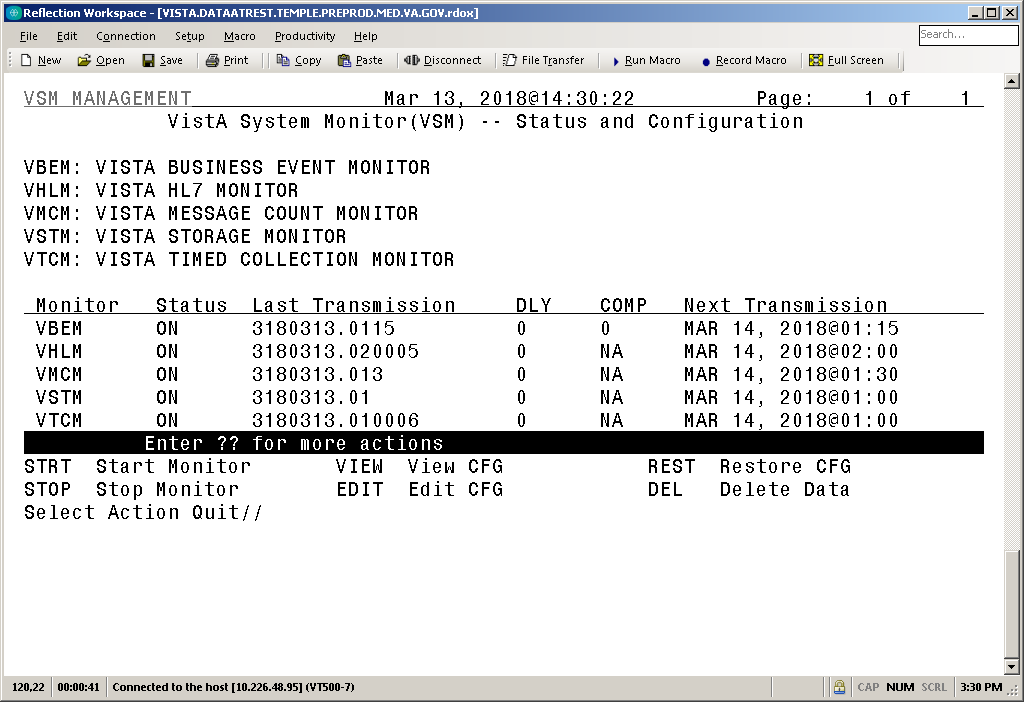 Reflection Workspace - [VISTA.DATAATREST.TEMPLE.PREPROD.MED.VA.GOV.rdox]
File Edit Connection Setup Macro Productivity Help Search...
New Open Save Print Copy Paste Disconnect File Transfer Run Macro Record Macro Full Screen
VSM MANAGEMENT Mar 13, 2018@14:30:22 Page: 1 of 1
VistA System Monitor(VSM) -- Status and Configuration
VBEM: VISTA BUSINESS EVENT MONITOR
VHLM: VISTA HL7 MONITOR
VMCM: VISTA MESSAGE COUNT MONITOR
VSTM: VISTA STORAGE MONITOR
VTCM: VISTA TIMED COLLECTION MONITOR
Monitor Status Last Transmission DLY COMP Next Transmission
VBEM ON 3180313.0115 0 0 MAR 14, 2018@01:15
VHLM ON 3180313.020005 0 NA MAR 14, 2018@02:00
VMCM ON 3180313.013 0 NA MAR 14, 2018@01:30
VSTM ON 3180313.01 0 NA MAR 14, 2018@01:00
VTCM ON 3180313.010006 0 NA MAR 14, 2018@01:00
Enter ?? for more actions
STRT Start Monitor VIEW View CFG REST Restore CFG
STOP Stop Monitor EDIT Edit CFG DEL Delete Data
Select Action Quit//
120,22 00:00:41 Connected to the host [10.226.48.95] (VT500-7) CAP NUM SCRL 3:30 PM